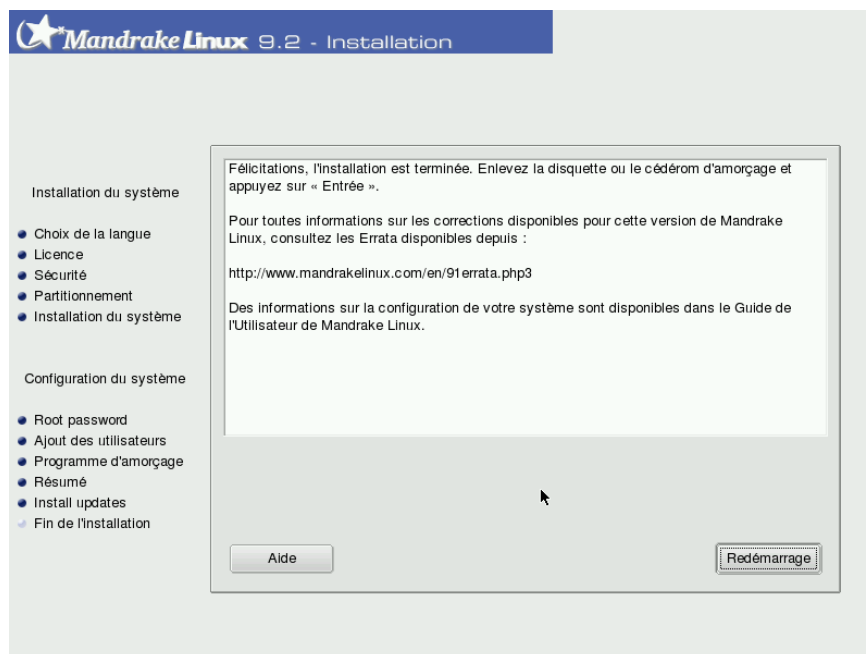 Mandrake Linux 9.2 - Installation
Installation du système
Choix de la langue
Licence
Sécurité
Partitionnement
Installation du système
Configuration du système
Root password
Ajout des utilisateurs
Programme d'amorçage
Résumé
Install updates
Fin de l'installation
Félicitations, l'installation est terminée. Enlevez la disquette ou le cédérom d'amorçage et
appuyez sur « Entrée ».
Pour toutes informations sur les corrections disponibles pour cette version de Mandrake
Linux, consultez les Errata disponibles depuis :
http://www.mandrakelinux.com/en/91errata.php3
Des informations sur la configuration de votre système sont disponibles dans le Guide de
l'Utilisateur de Mandrake Linux.
Aide
Redémarrage